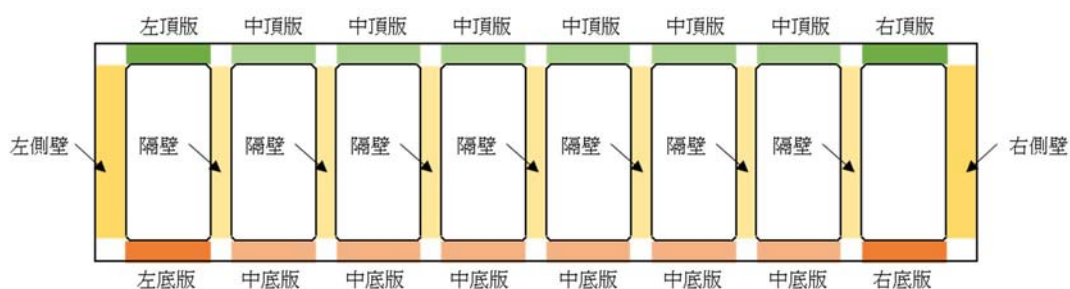 左頂版 中頂版 中頂版 中頂版 中頂版 中頂版 中頂版 右頂版
左側壁 隔壁 隔壁 隔壁 隔壁 隔壁 隔壁 隔壁 右側壁
左底版 中底版 中底版 中底版 中底版 中底版 中底版 右底版